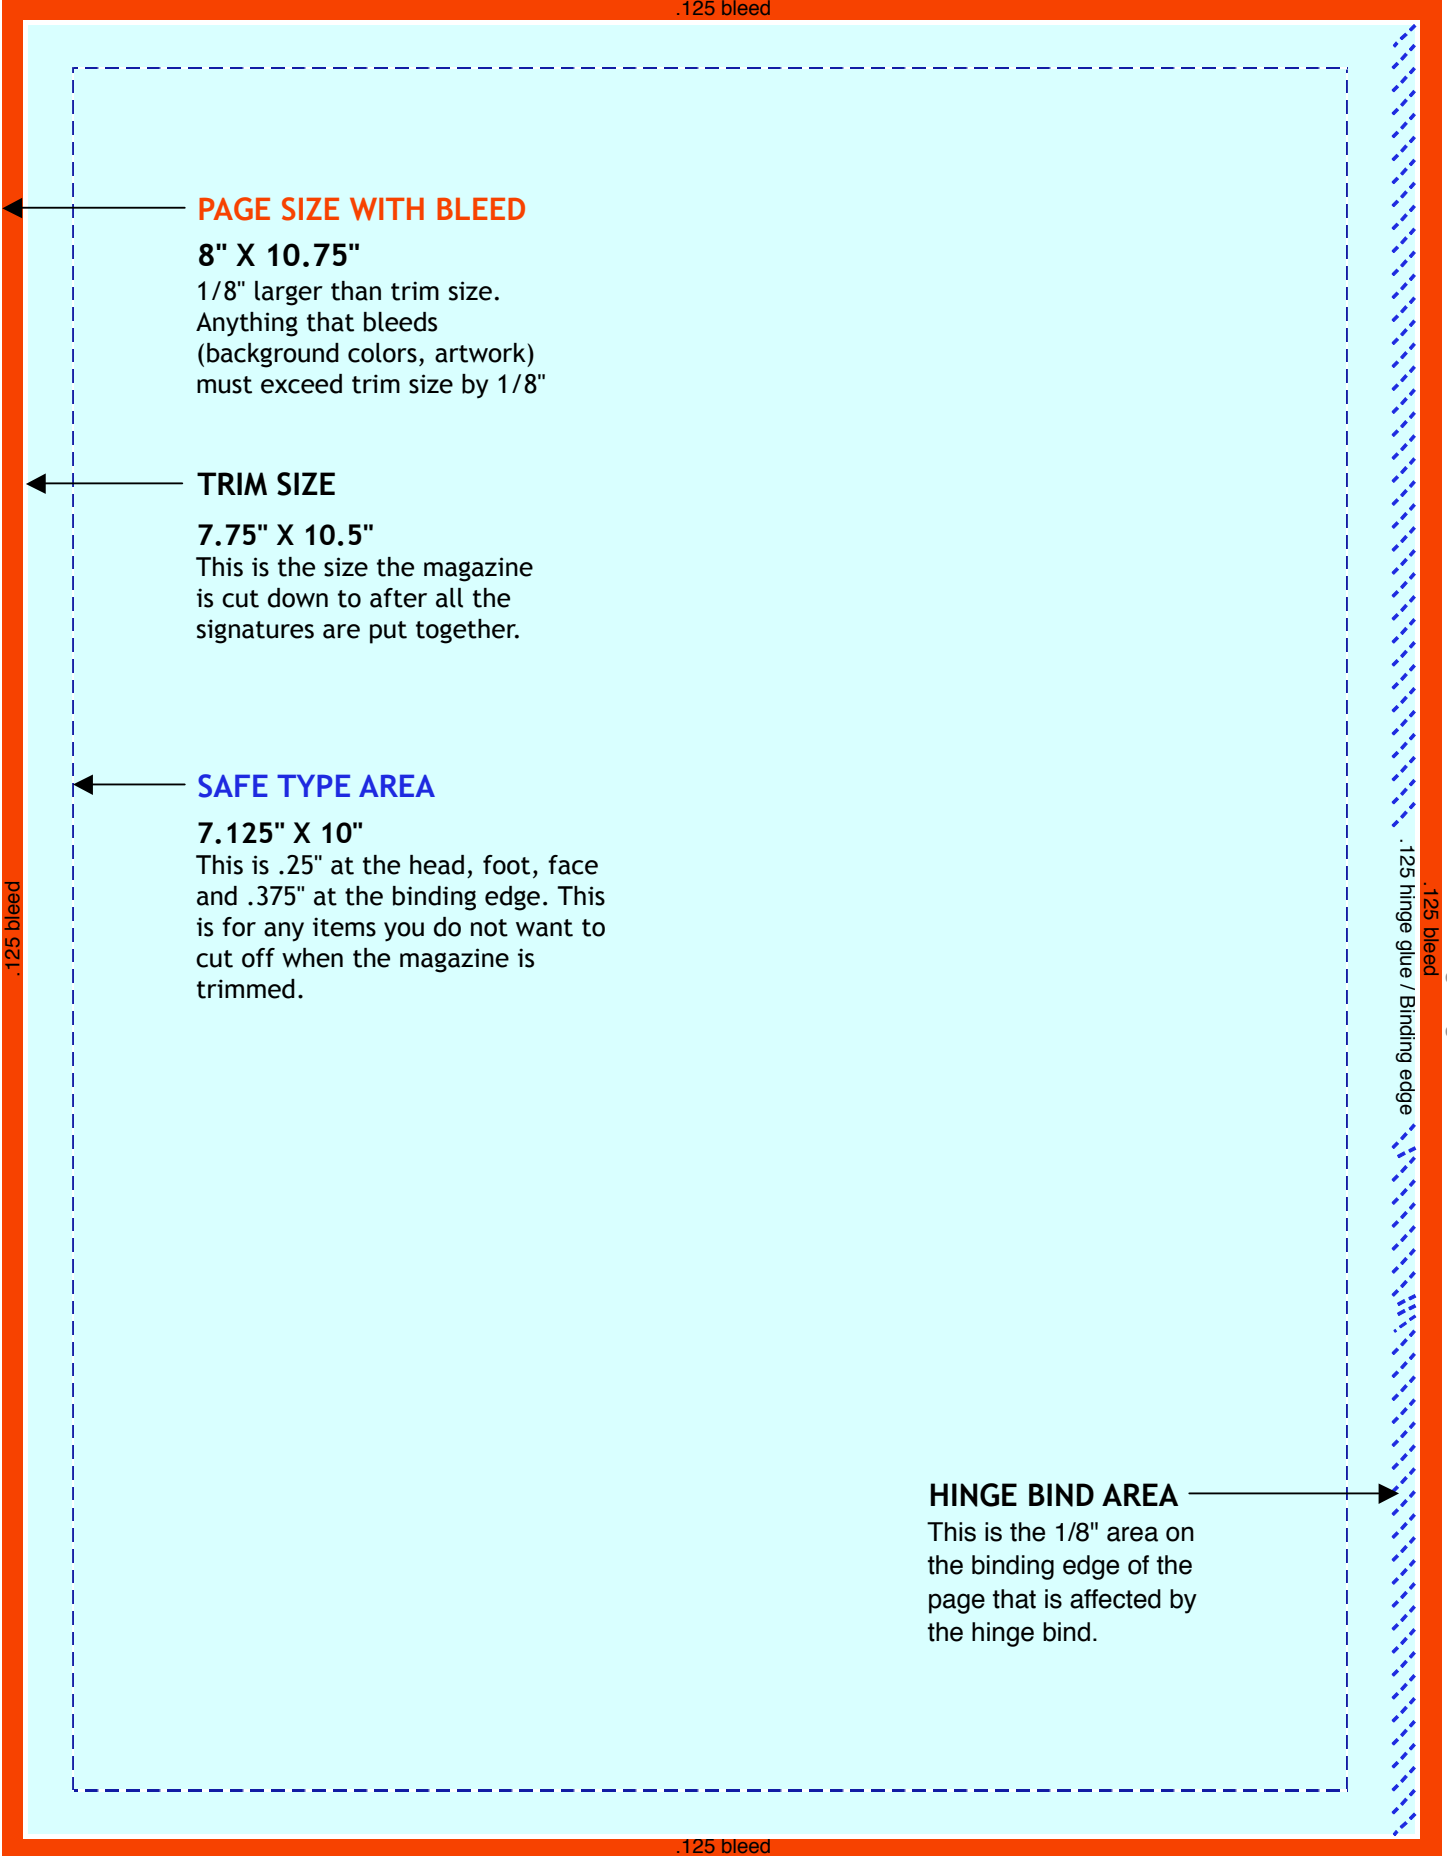 .125 bleed
PAGE SIZE WITH BLEED
8" X 10.75"
1/8" larger than trim size.
Anything that bleeds
(background colors, artwork)
must exceed trim size by 1/8"
TRIM SIZE
7.75" X 10.5"
This is the size the magazine
is cut down to after all the
signatures are put together.
SAFE TYPE AREA
7.125" X 10"
This is .25" at the head, foot, face
and .375" at the binding edge. This
is for any items you do not want to
cut off when the magazine is
trimmed.
.125 bleed
.125 hinge glue / Binding edge
.125 bleed
HINGE BIND AREA
This is the 1/8" area on
the binding edge of the
page that is affected by
the hinge bind.
.125 bleed